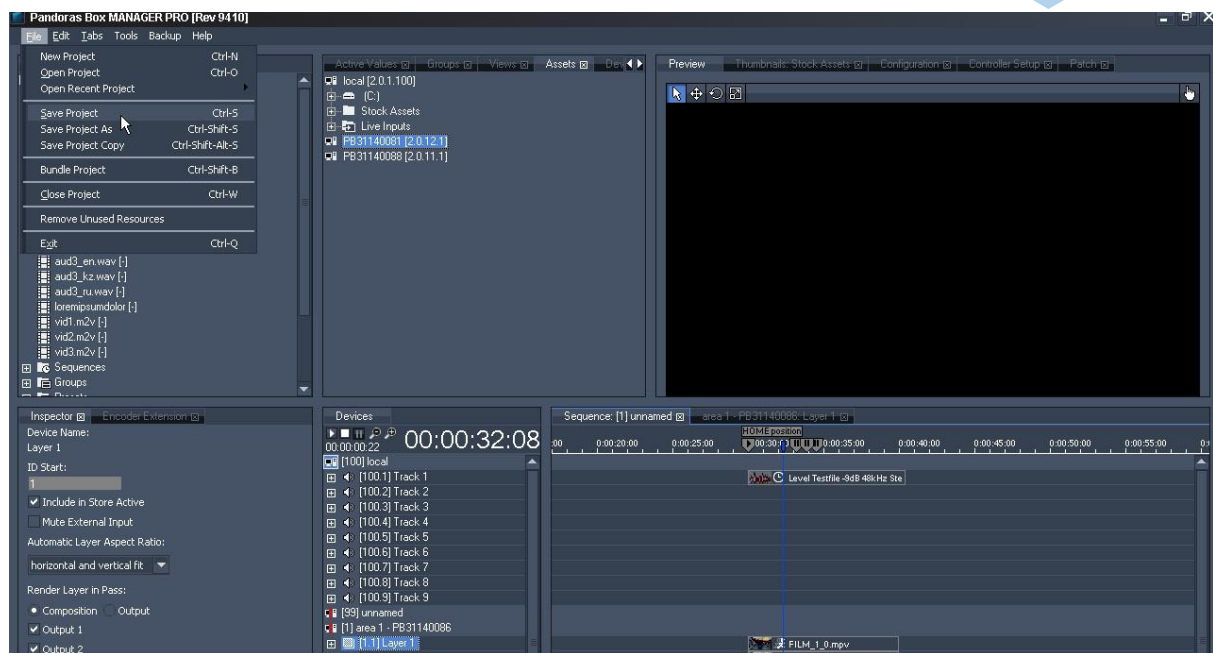 Pandoras Box MANAGER PRO [Rev 9410]
File Edit Tabs Tools Backup Help
New Project Ctrl-N
Open Project Ctrl-O
Open Recent Project
Save Project Ctrl-S
Save Project As Ctrl-Shift-S
Save Project Copy Ctrl-Shift-Alt-S
Bundle Project Ctrl-Shift-B
Close Project Ctrl-W
Remove Unused Resources
Exit Ctrl-Q
aud3_en.wav [-]
aud3_kz.wav [-]
aud3_ru.wav [-]
loremipsumdolor [-]
vid1.m2v [-]
vid2.m2v [-]
vid3.m2v [-]
Sequences
Groups
Active Values Groups Views Assets Dev
local [2.0.1.100]
(C:)
Stock Assets
Live Inputs
PB31140081 [2.0.12.1]
PB31140088 [2.0.11.1]
Preview Thumbnails: Stock Assets Configuration Controller Setup Patch
Inspector Encoder Extension
Device Name:
Layer 1
ID Start:
1
Include in Store Active
Mute External Input
Automatic Layer Aspect Ratio:
horizontal and vertical fit
Render Layer in Pass:
Composition Output
Output 1
Output 2
Devices
00:00:32:08
00:00:00:22
[100] local
[100.1] Track 1
[100.2] Track 2
[100.3] Track 3
[100.4] Track 4
[100.5] Track 5
[100.6] Track 6
[100.7] Track 7
[100.8] Track 8
[100.9] Track 9
[99] unnamed
[1] area 1 - PB31140086
[1.1] Layer 1
Sequence: [1] unnamed area 1 - PB31140086, Layer 1
HOME position
:00 0:00:20:00 0:00:25:00 0:00:35:00 0:00:40:00 0:00:45:00 0:00:50:00 0:00:55:00
Level Testfile -9dB 48kHz Ste
FILM_1_0.mpv